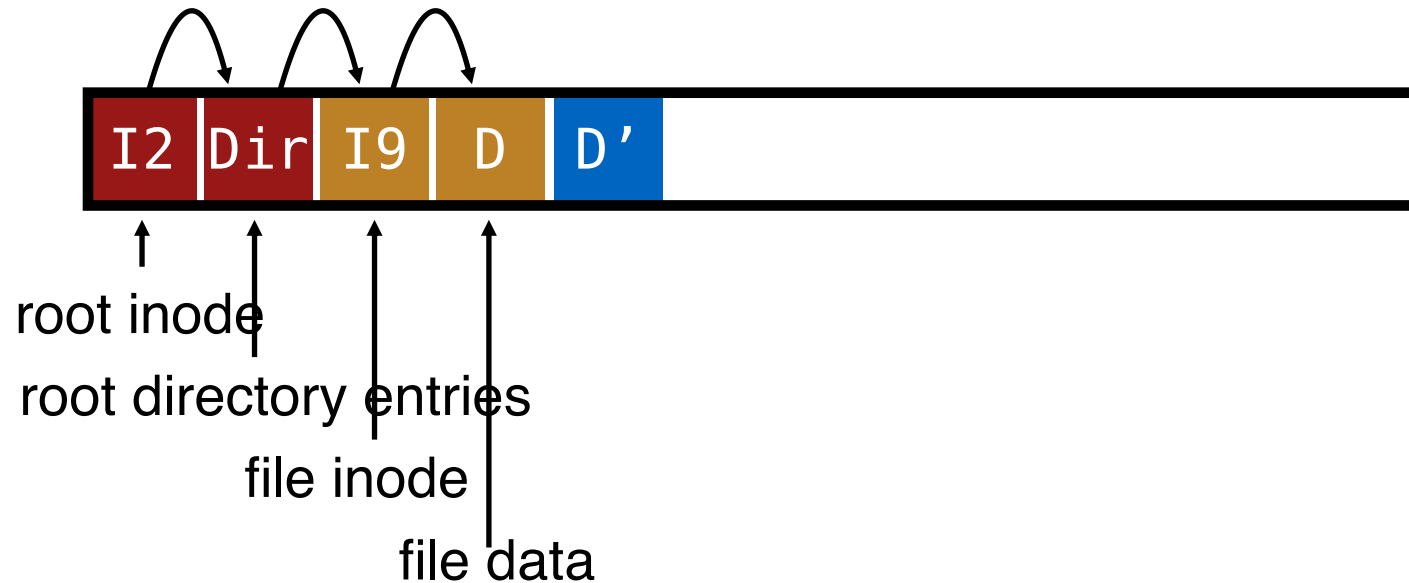 I2 Dir I9 D D’
root inode
root directory entries
file inode
file data